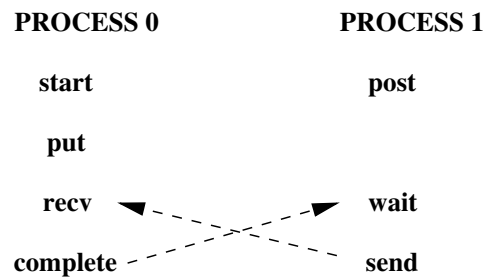 PROCESS 0 PROCESS 1
start post
put
recv wait
complete send